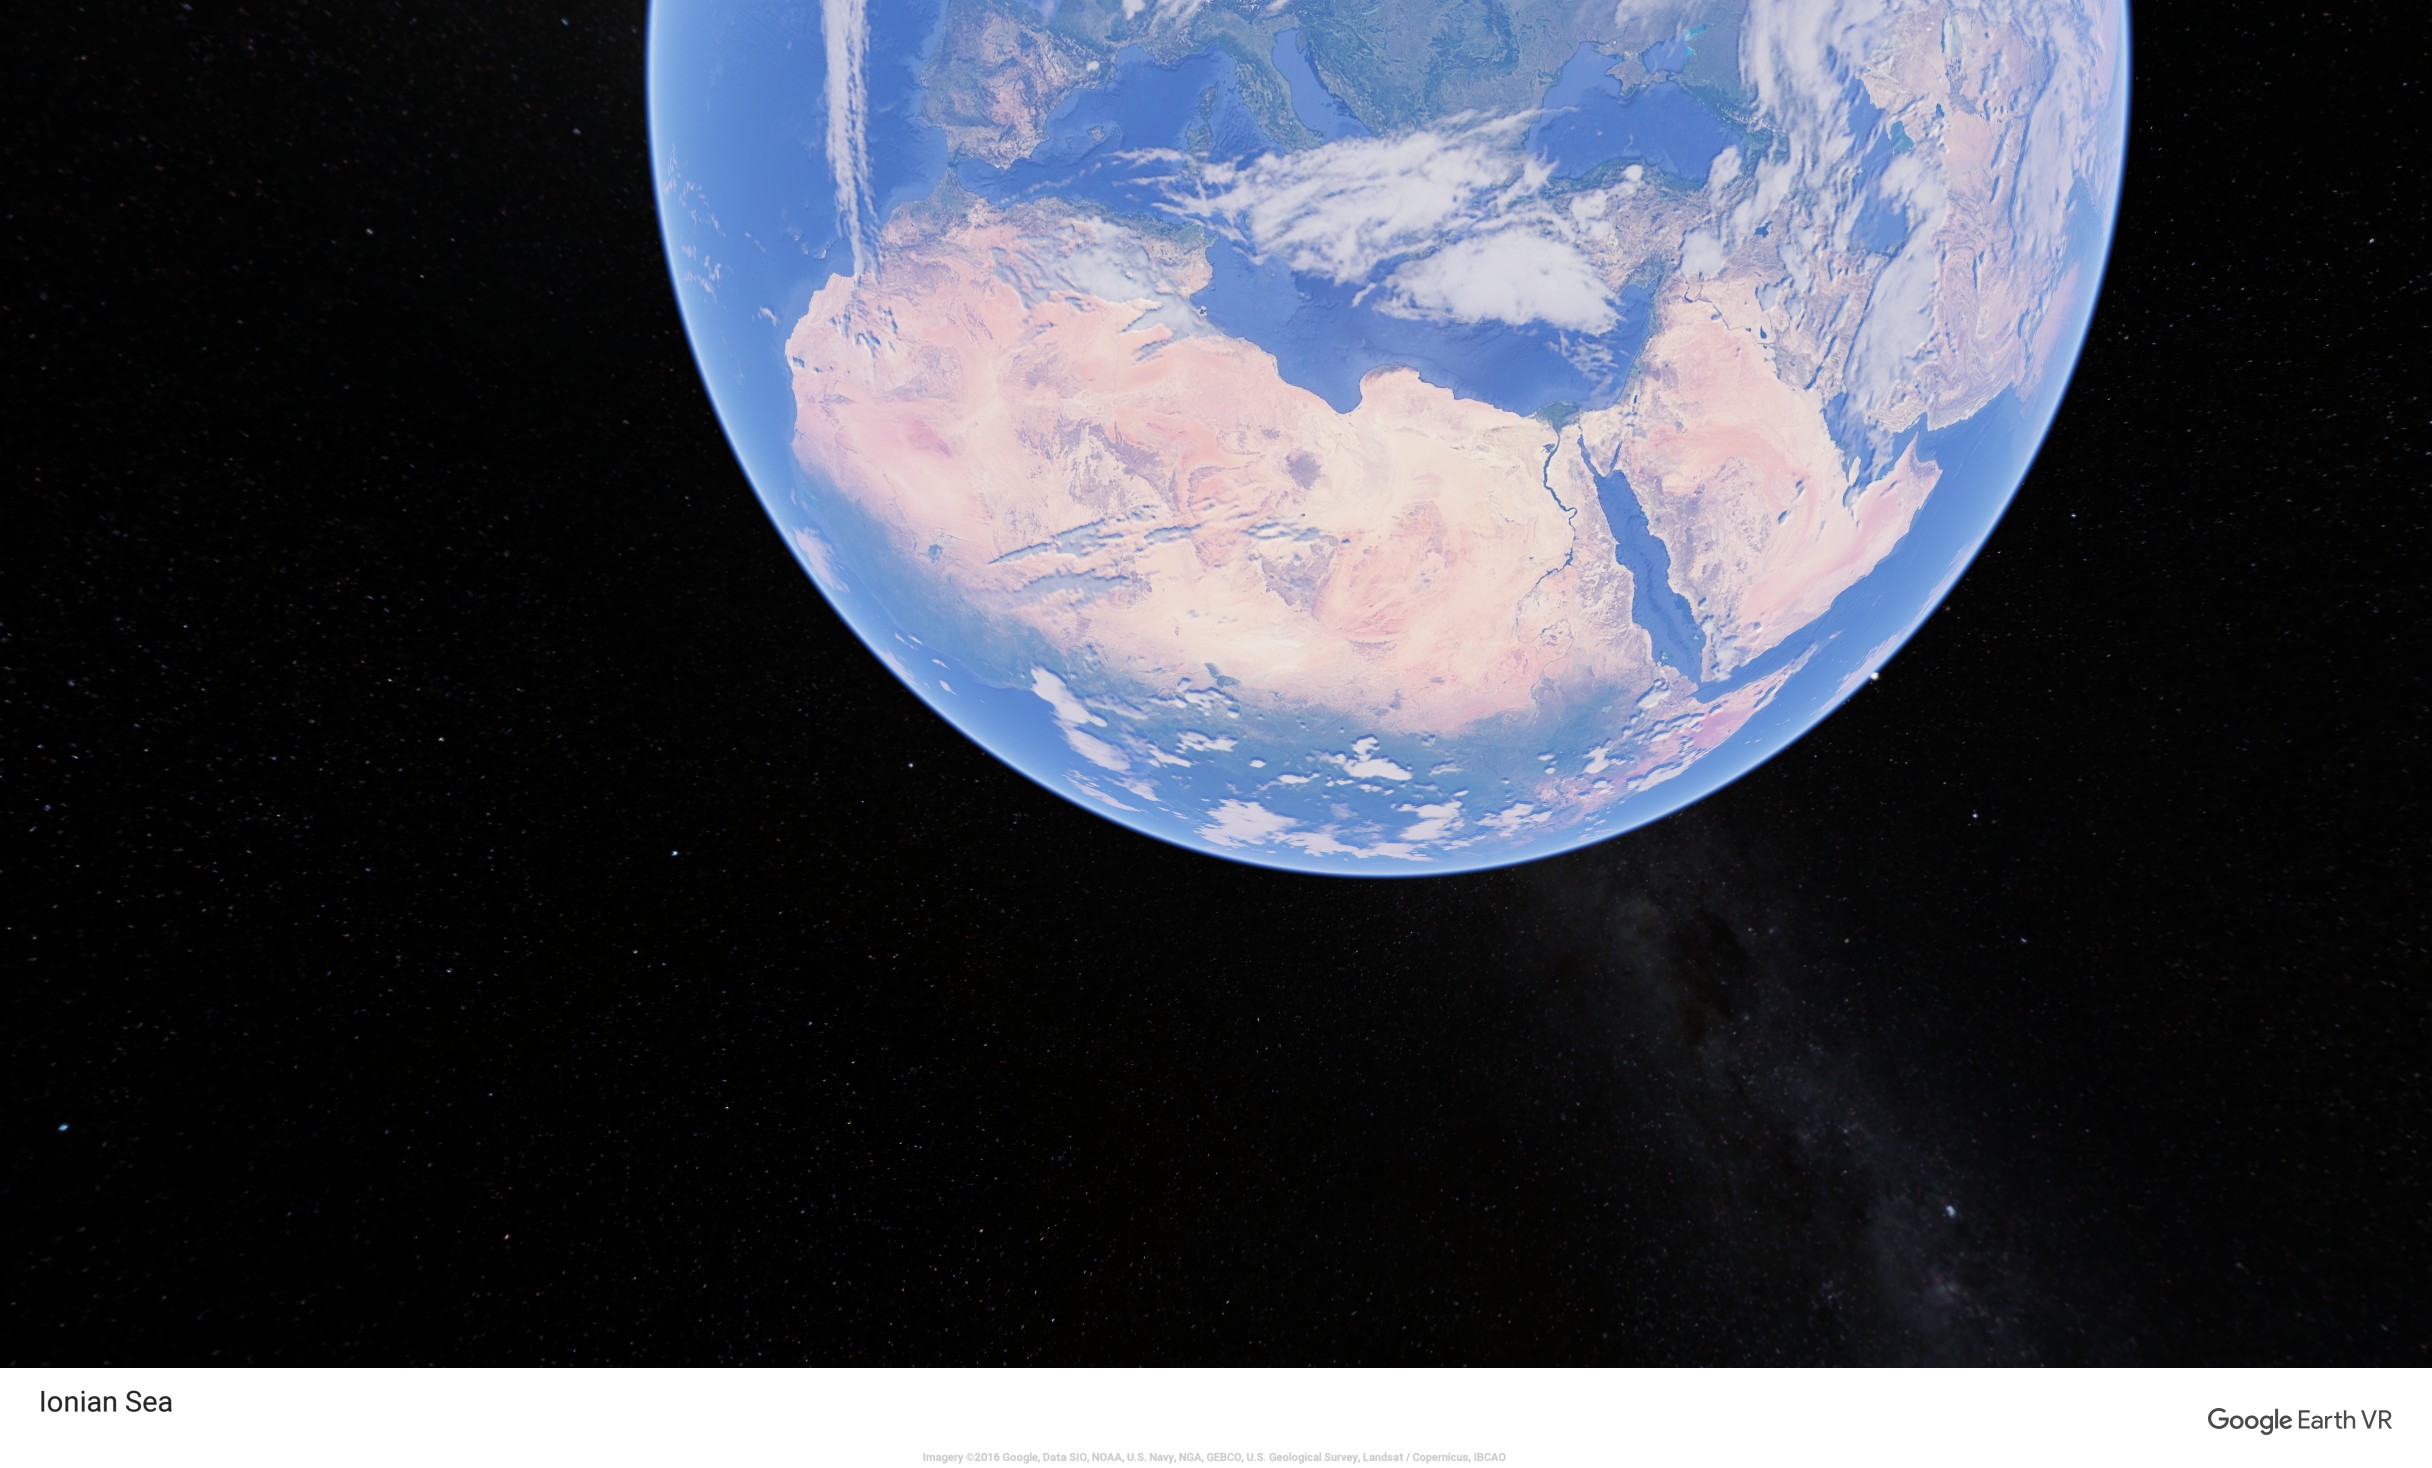 Ionian Sea
Google Earth VR
Imagery ©2016 Google, Data SIO, NOAA, U.S. Navy, NGA, GEBCO, U.S. Geological Survey, Landsat / Copernicus, IBCAO